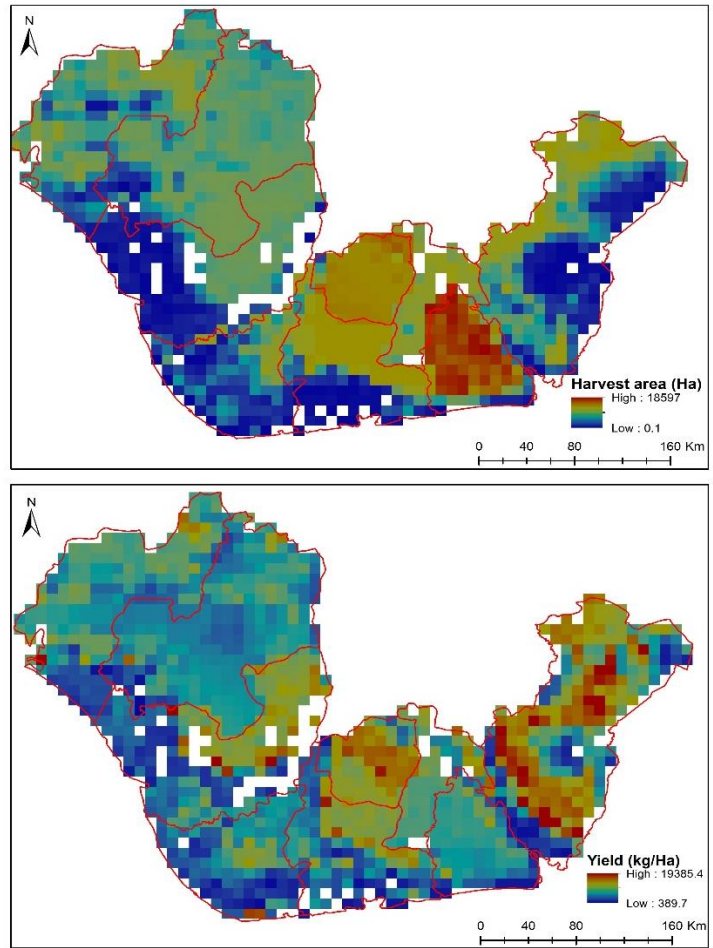 N
Harvest area (Ha)
High : 18597
Low : 0.1
0 40 80 160 Km
N
Yield (kg/Ha)
High : 19385.4
Low : 389.7
0 40 80 160 Km